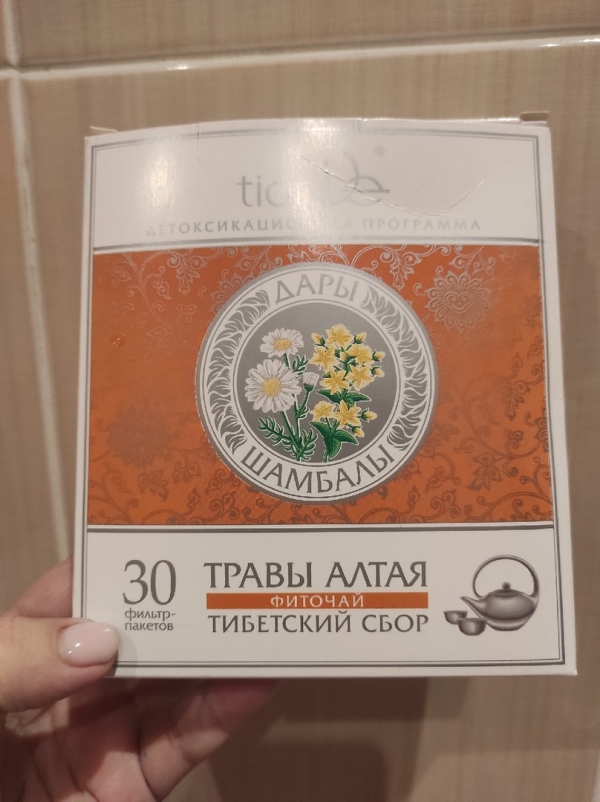 ®
ПРОГРАММА
ДАРЫ
ШАМБАЛЫ
30
фильтр-
пакетов
ТРАВЫ АЛТАЯ
ФИТОЧАЙ
ТИБЕТСКИЙ СБОР